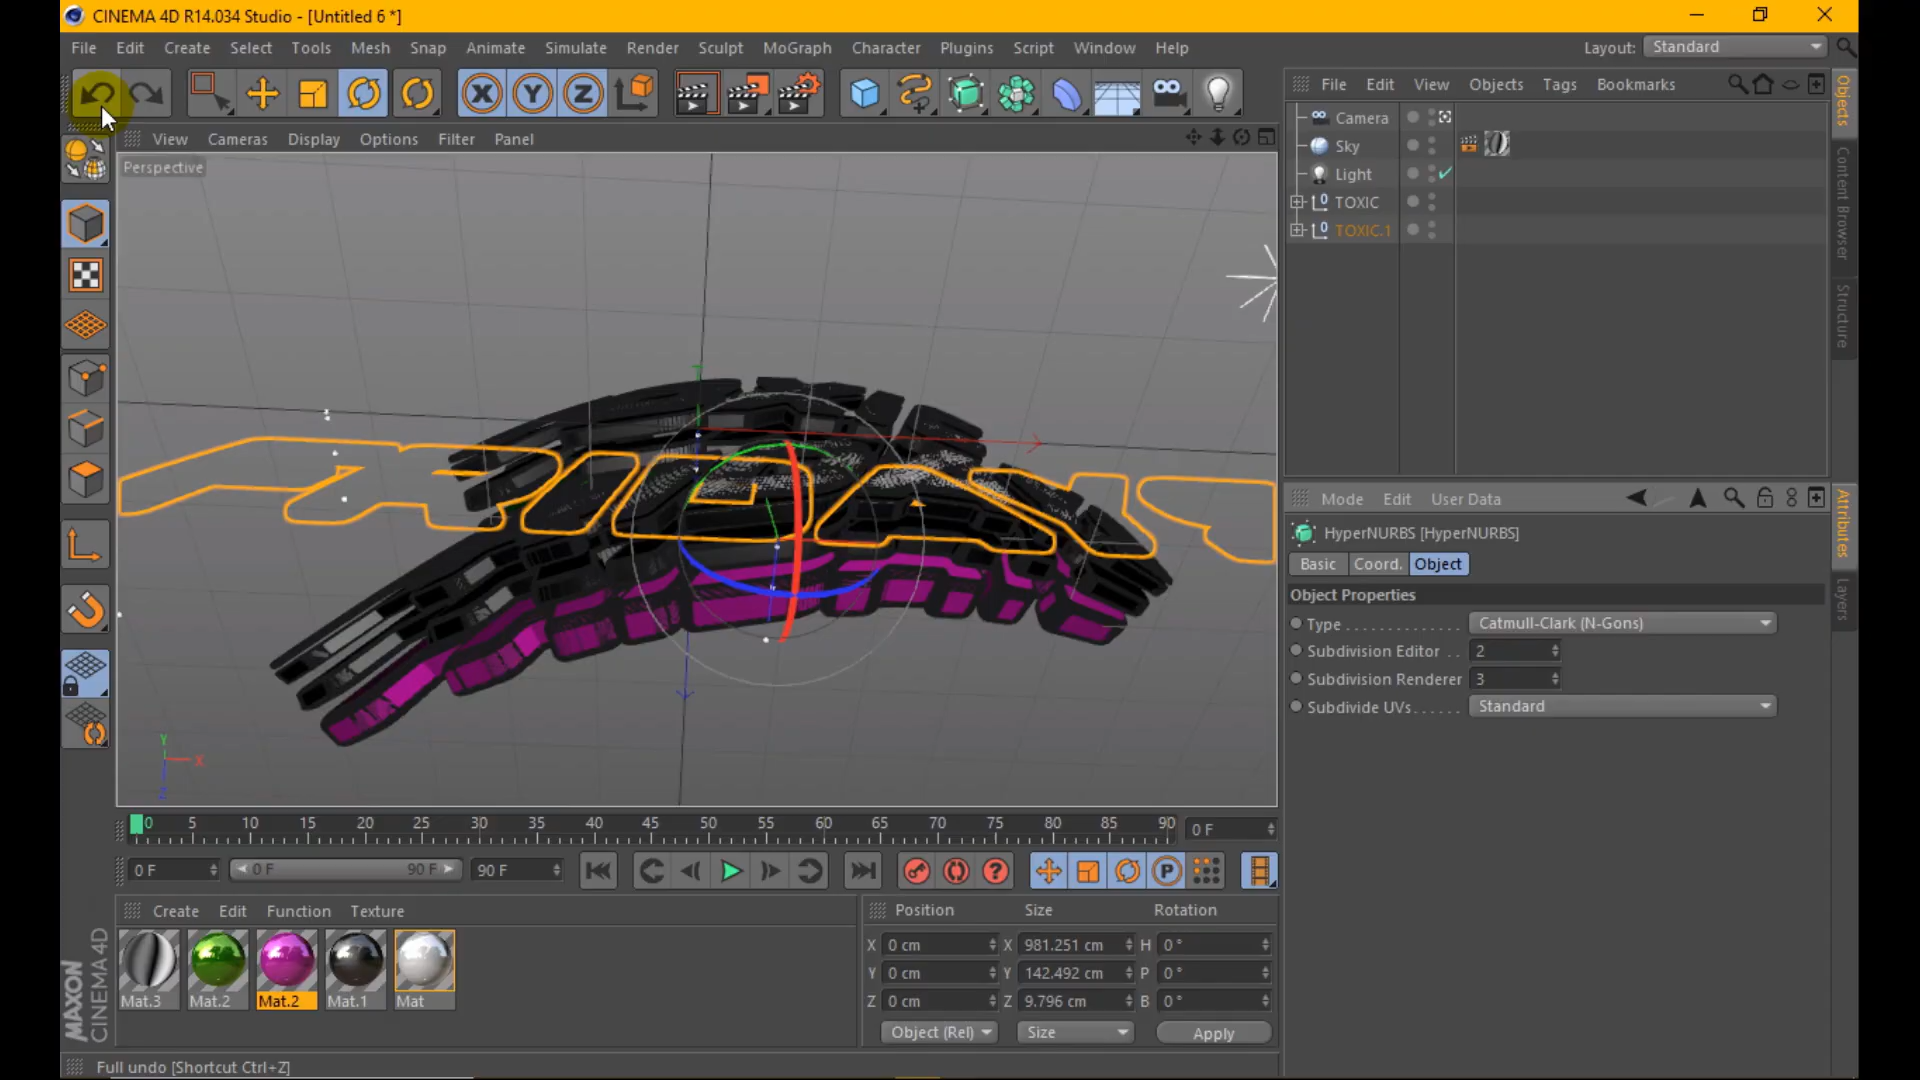 CINEMA 4D R14.034 Studio - [Untitled 6 *]
File Edit Create Select Tools Mesh Snap Animate Simulate Render Sculpt MoGraph Character Plugins Script Window Help Layout: Standard
File Edit View Objects Tags Bookmarks
Objects
Content Browser
Structure
View Cameras Display Options Filter Panel
Perspective
Camera
Sky
Light
TOXIC
TOXIC.1
X Y Z
Mode Edit User Data
Attributes
Layers
HyperNURBS [HyperNURBS]
Basic Coord. Object
Object Properties
Type Catmull-Clark (N-Gons)
Subdivision Editor 2
Subdivision Renderer 3
Subdivide UVs Standard
Y
X
Z
0 5 10 15 20 25 30 35 40 45 50 55 60 65 70 75 80 85 90 0 F
0 F 0 F 90 F 90 F P
Create Edit Function Texture
Mat.3 Mat.2 Mat.2 Mat.1 Mat
Position Size Rotation
X 0 cm X 981.251 cm H 0 °
Y 0 cm Y 142.492 cm P 0 °
Z 0 cm Z 9.796 cm B 0 °
Object (Rel) Size Apply
MAXON
CINEMA 4D
Full undo [Shortcut Ctrl+Z]